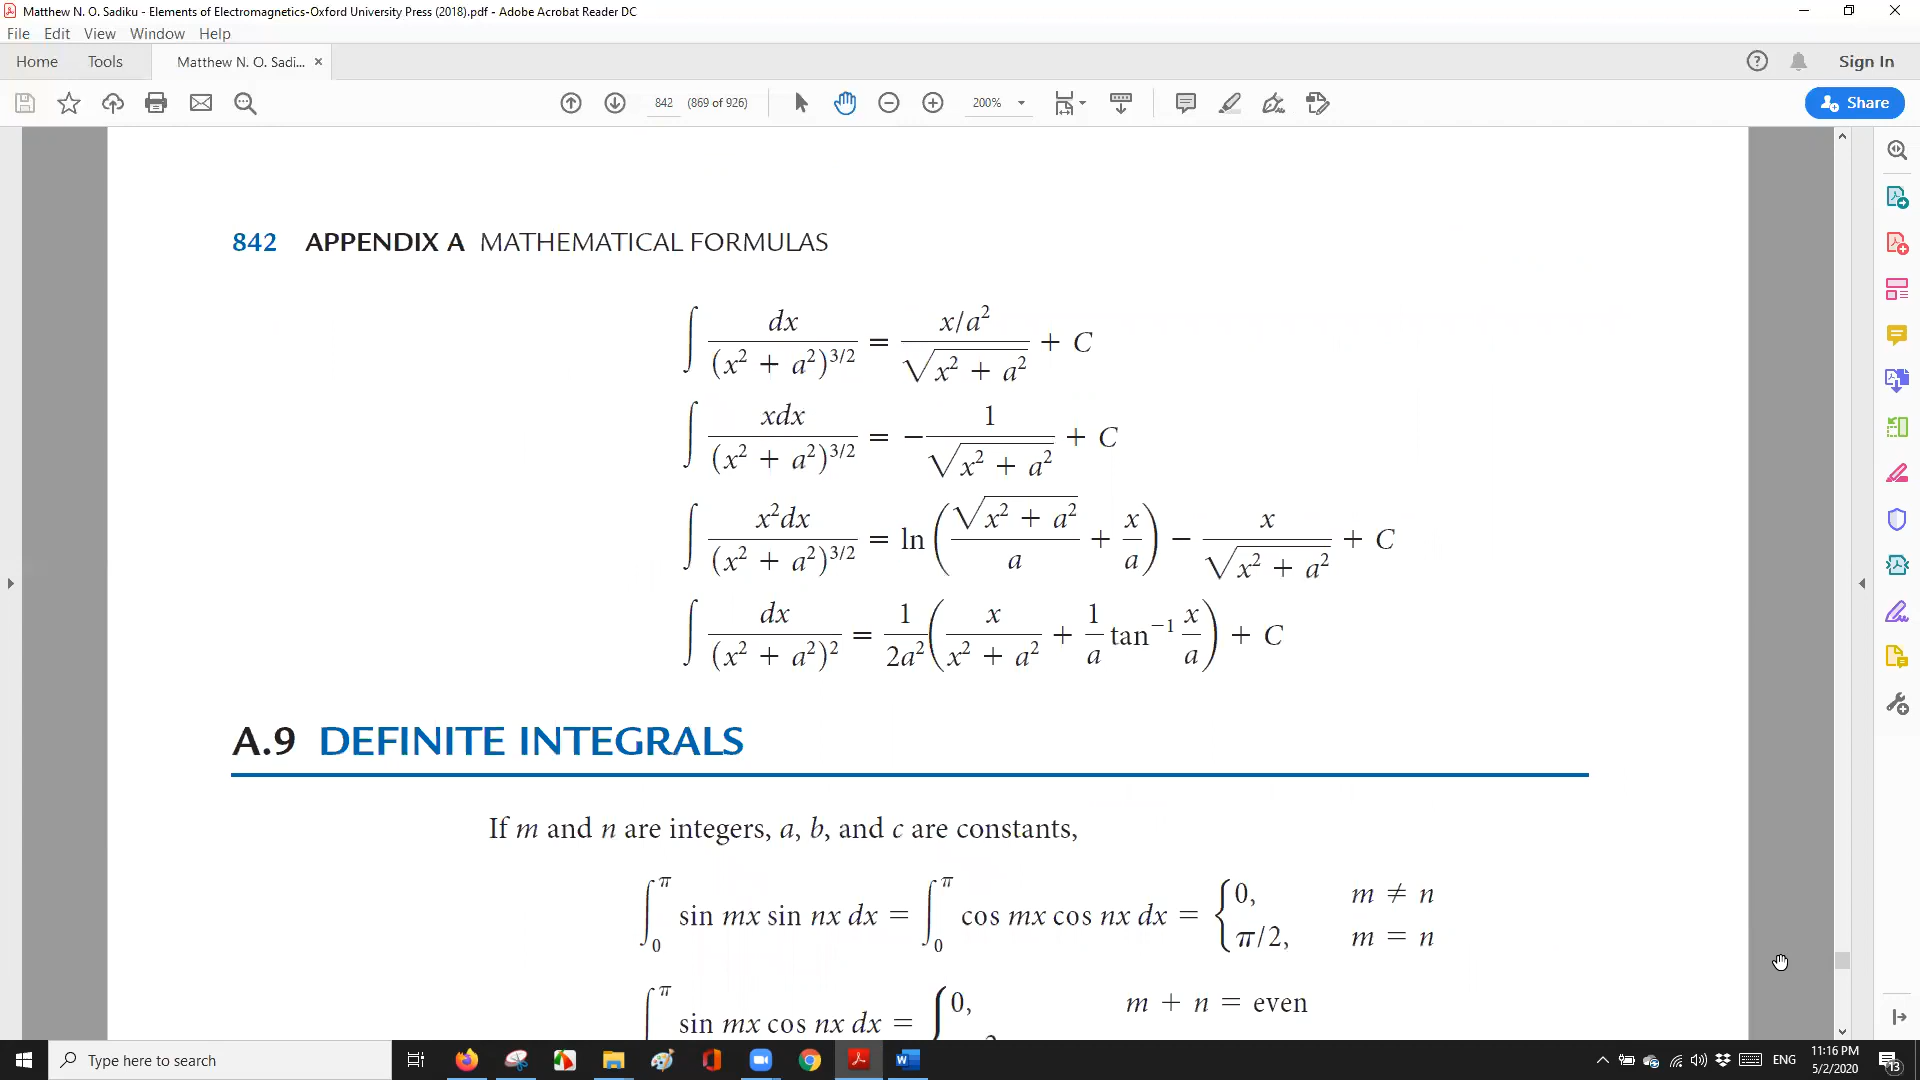 Matthew N. O. Sadiku - Elements of Electromagnetics-Oxford University Press (2018).pdf - Adobe Acrobat Reader DC
File Edit View Window Help
Home Tools Matthew N. O. Sadi... × Sign In
842 (869 of 926) 200% Share
842 APPENDIX A MATHEMATICAL FORMULAS
∫ dx/(x² + a²)^{3/2} = (x/a²)/√(x² + a²) + C
∫ xdx/(x² + a²)^{3/2} = −1/√(x² + a²) + C
∫ x²dx/(x² + a²)^{3/2} = ln(√(x² + a²)/a + x/a) − x/√(x² + a²) + C
∫ dx/(x² + a²)² = 1/2a² (x/(x² + a²) + 1/a tan⁻¹ x/a) + C
A.9 DEFINITE INTEGRALS
If m and n are integers, a, b, and c are constants,
∫₀^π sin mx sin nx dx = ∫₀^π cos mx cos nx dx = {0, m ≠ n
π/2, m = n
∫^π sin mx cos nx dx = {0, m + n = even
Type here to search
ENG
11:16 PM
5/2/2020
13